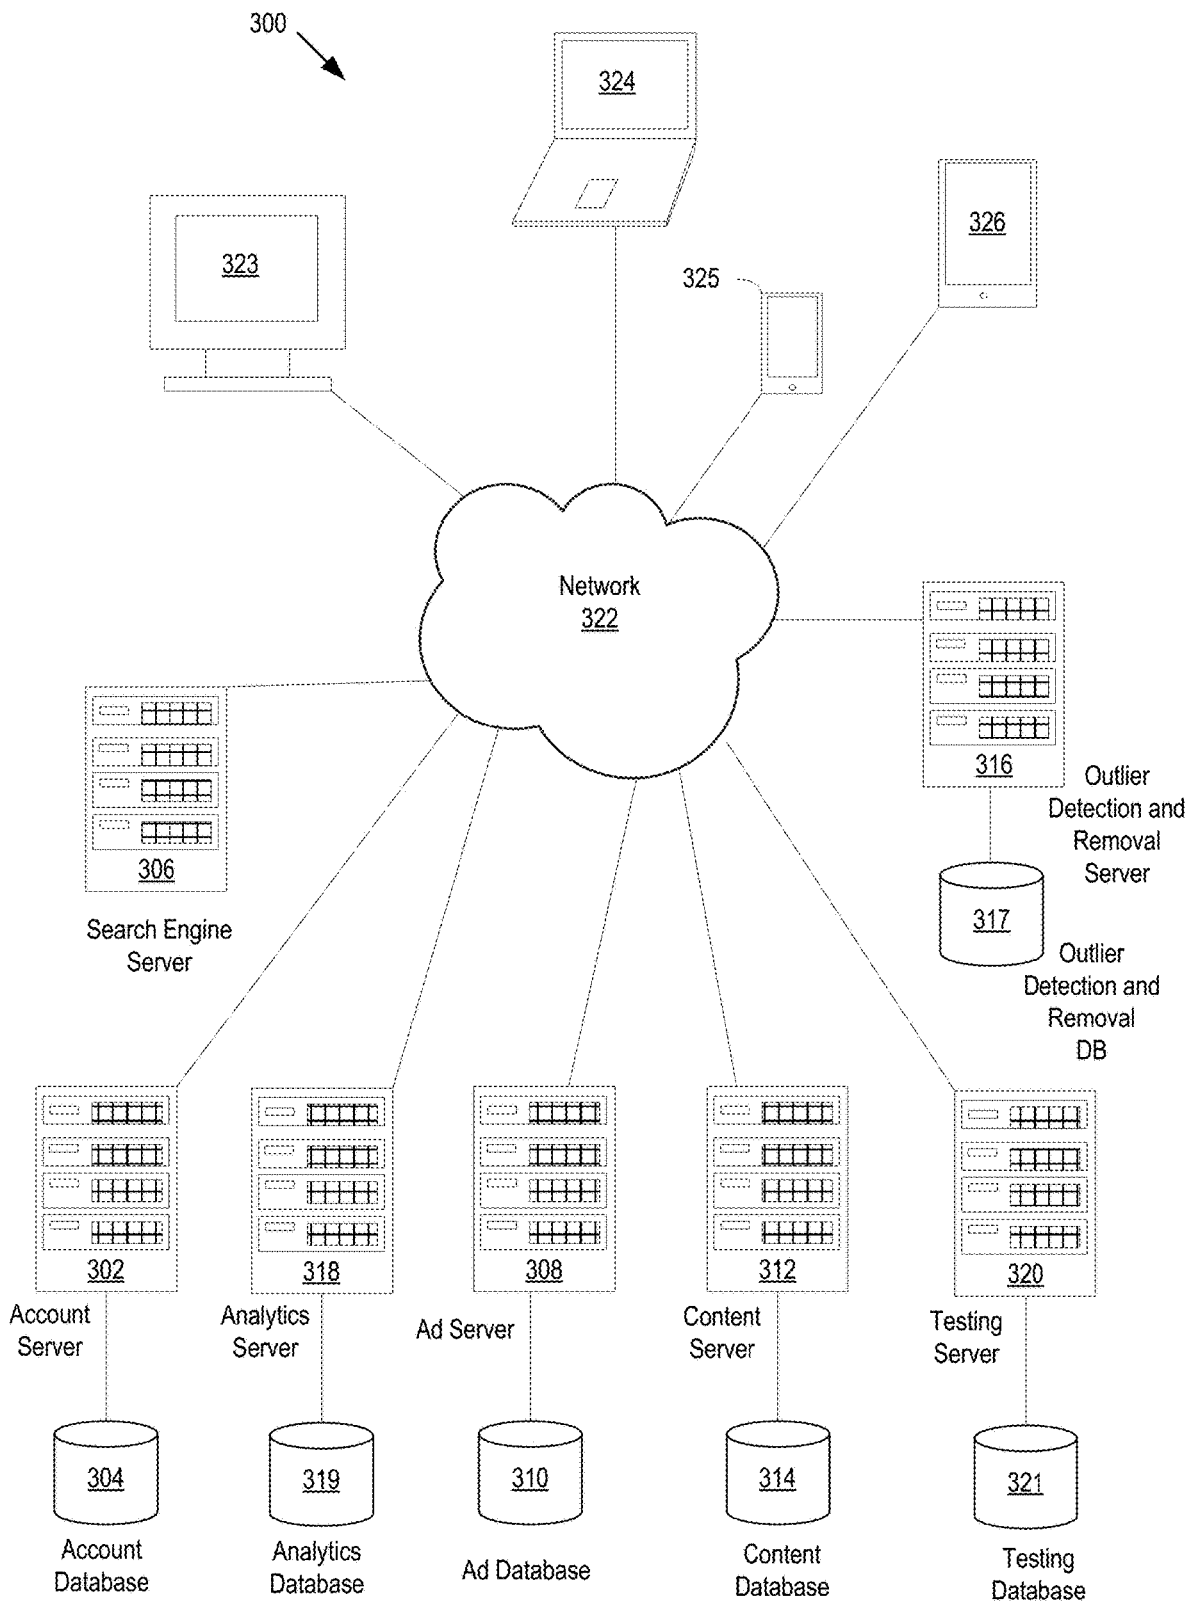 300
324
326
323
325
Network
322
316
Outlier
Detection and
Removal
Server
306
317
Search Engine
Server
Outlier
Detection and
Removal
DB
302
318
308
312
320
Account
Server
Analytics
Server
Ad Server
Content
Server
Testing
Server
304
319
310
314
321
Account
Database
Analytics
Database
Ad Database
Content
Database
Testing
Database